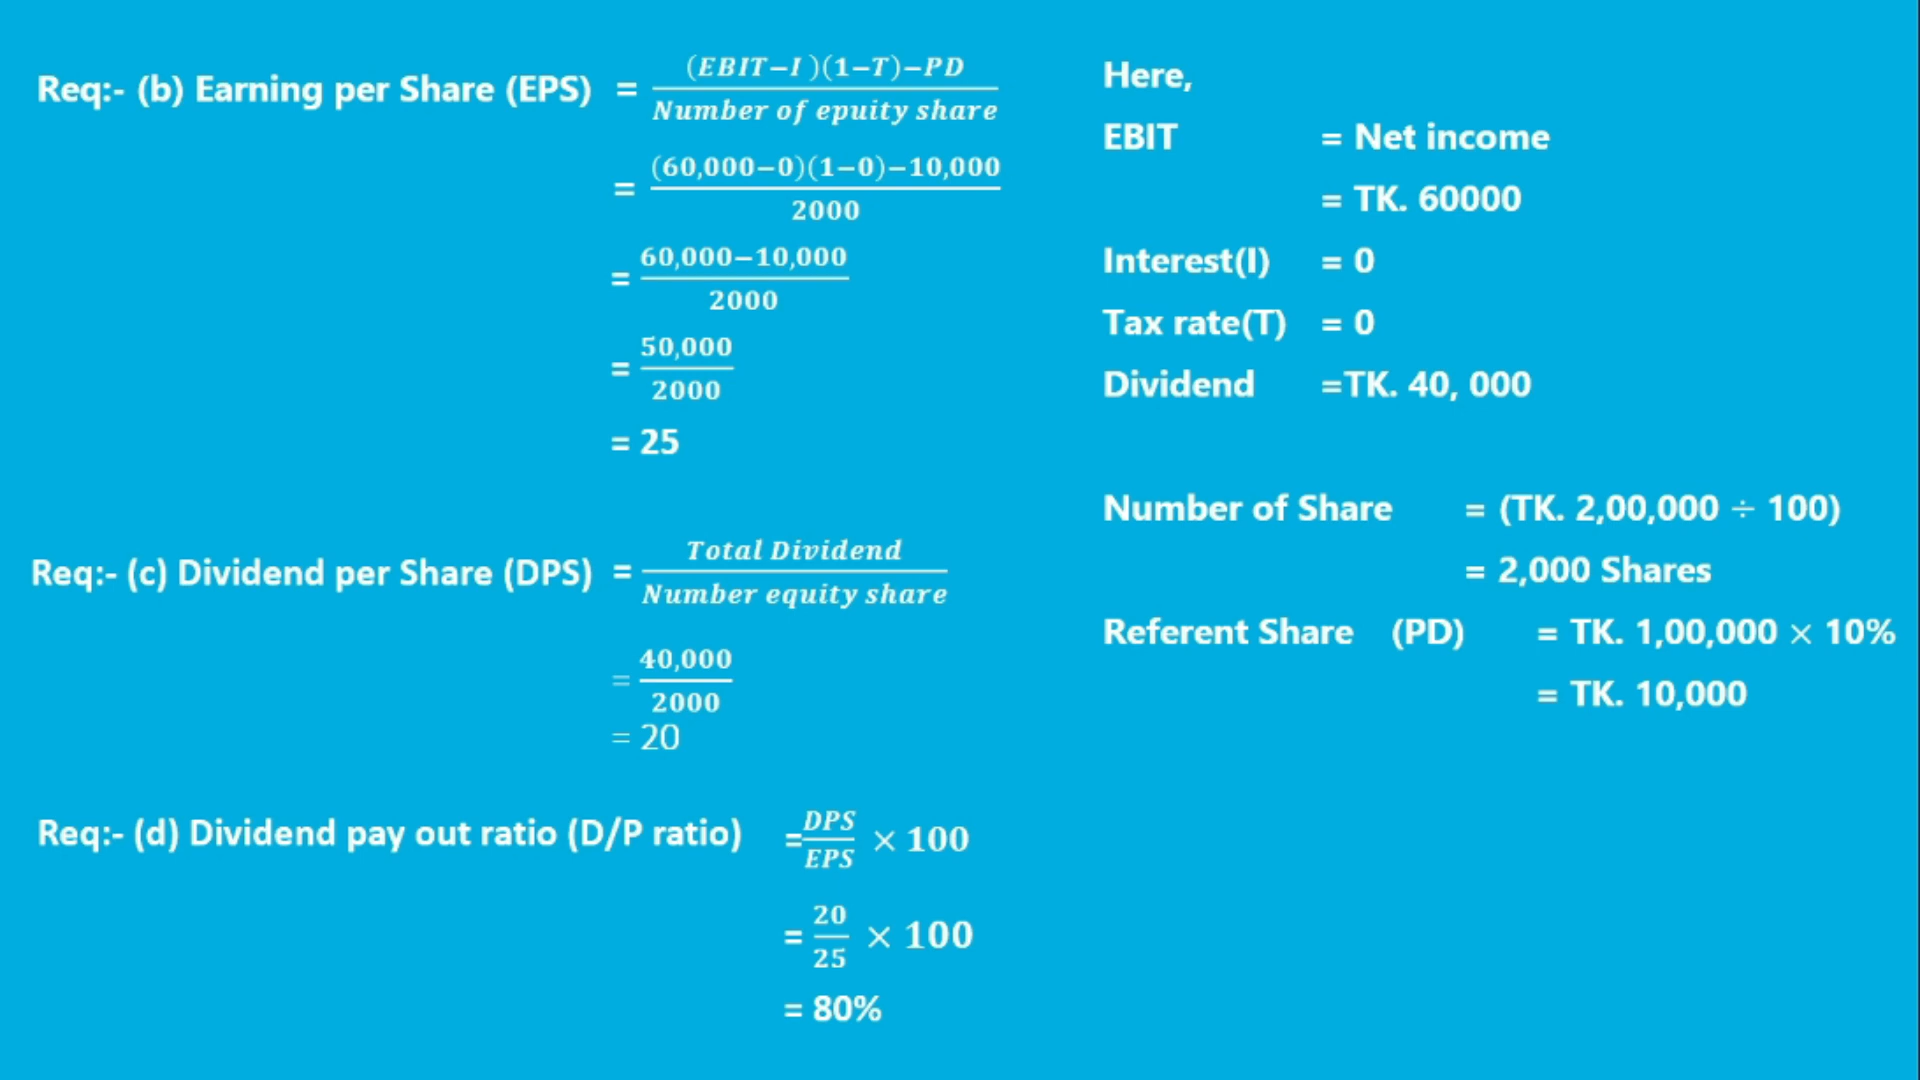 Req:- (b) Earning per Share (EPS) = (EBIT−I )(1−T)−PD / Number of epuity share
= (60,000−0)(1−0)−10,000 / 2000
= 60,000−10,000 / 2000
= 50,000 / 2000
= 25
Req:- (c) Dividend per Share (DPS) = Total Dividend / Number equity share
= 40,000 / 2000
= 20
Req:- (d) Dividend pay out ratio (D/P ratio) = DPS / EPS × 100
= 20 / 25 × 100
= 80%
Here,
EBIT = Net income
= TK. 60000
Interest(I) = 0
Tax rate(T) = 0
Dividend =TK. 40, 000
Number of Share = (TK. 2,00,000 ÷ 100)
= 2,000 Shares
Referent Share (PD) = TK. 1,00,000 × 10%
= TK. 10,000